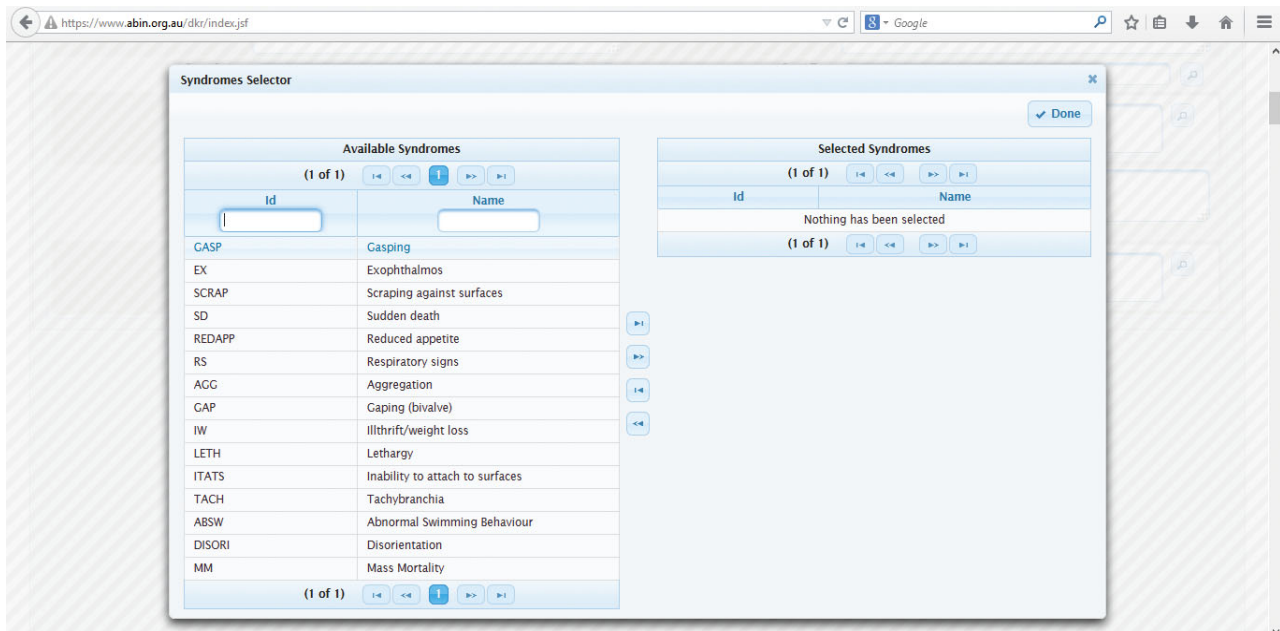 https://www.abin.org.au/dkr/index.jsf
8 Google
Syndromes Selector
Done
Available Syndromes
(1 of 1) 1
Id Name
GASP Gasping
EX Exophthalmos
SCRAP Scraping against surfaces
SD Sudden death
REDAPP Reduced appetite
RS Respiratory signs
AGG Aggregation
GAP Gaping (bivalve)
IW Illthrift/weight loss
LETH Lethargy
ITATS Inability to attach to surfaces
TACH Tachybranchia
ABSW Abnormal Swimming Behaviour
DISORI Disorientation
MM Mass Mortality
(1 of 1) 1
Selected Syndromes
(1 of 1)
Id Name
Nothing has been selected
(1 of 1)